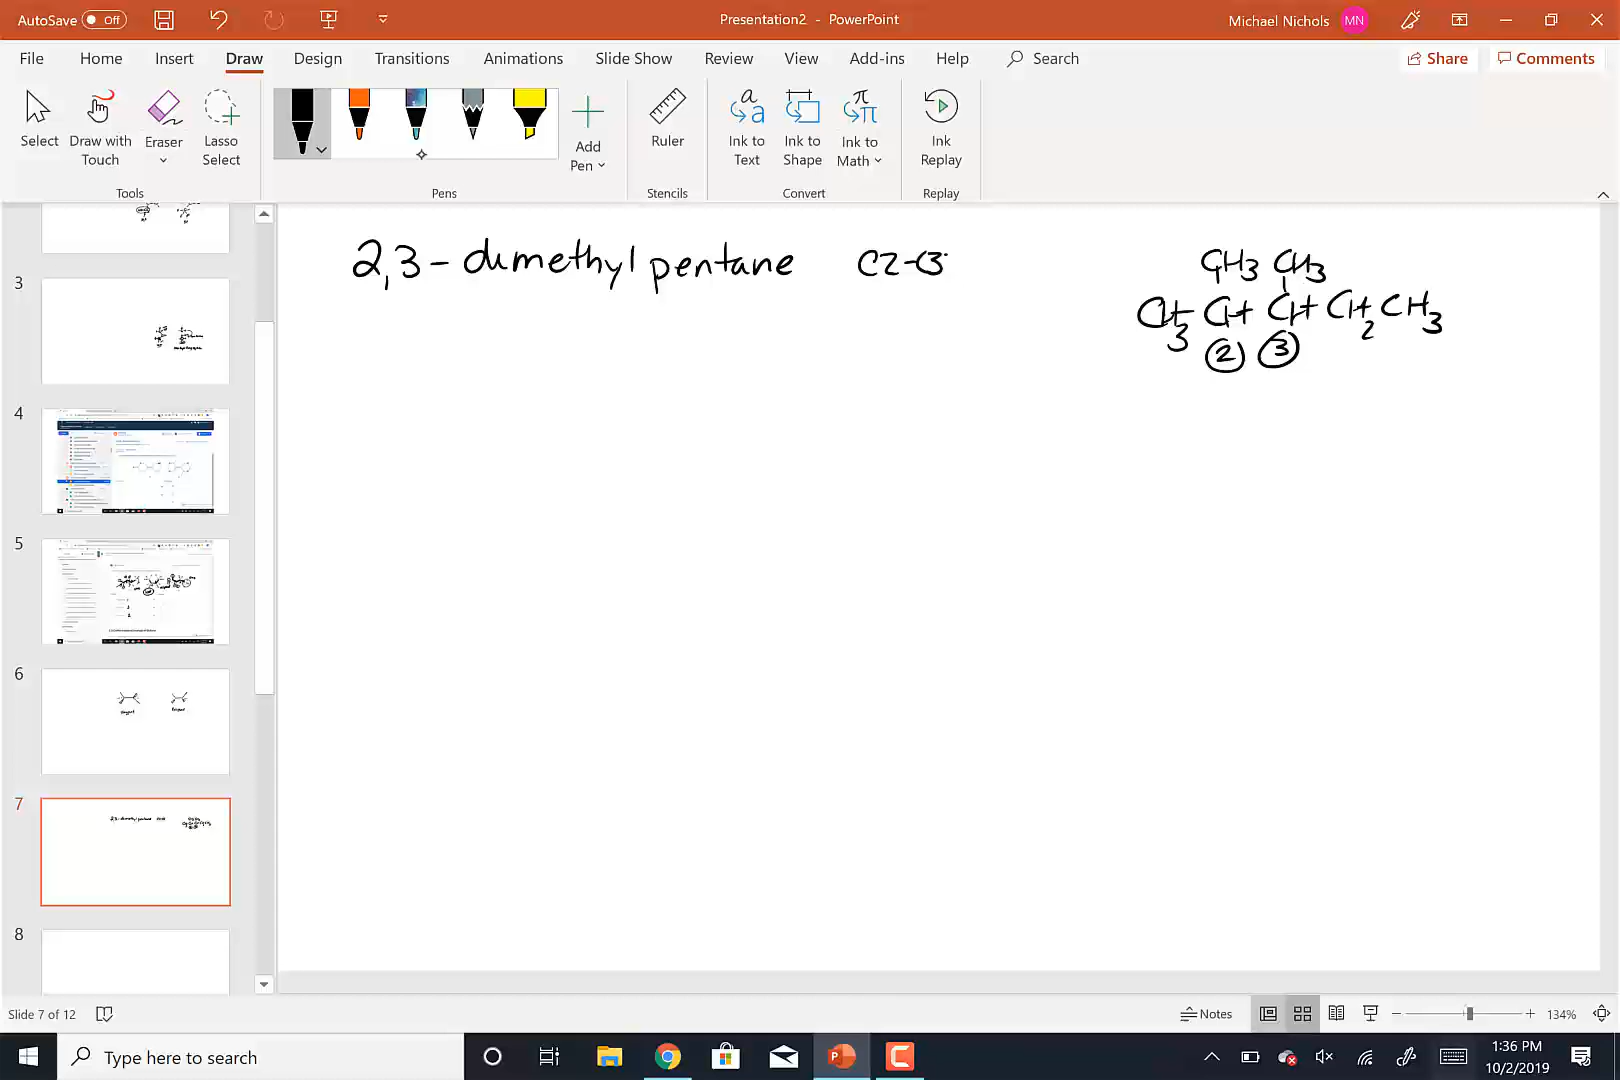 AutoSave Off
Presentation2 - PowerPoint
Michael Nichols MN
File Home Insert Draw Design Transitions Animations Slide Show Review View Add-ins Help Search
Share Comments
Select
Draw with Touch
Eraser
Lasso Select
Add Pen
Ruler
Ink to Text
Ink to Shape
Ink to Math
Ink Replay
Tools Pens Stencils Convert Replay
2,3-dimethylpentane C2-C3
CH3 CH3
CH3 CH CH CH2 CH3
2 3
3
4
5
6
7
8
Slide 7 of 12
Notes
134%
Type here to search
1:36 PM
10/2/2019